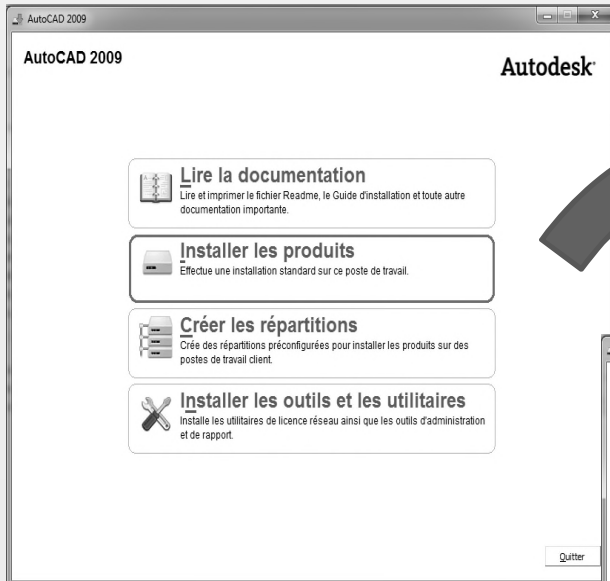 AutoCAD 2009
AutoCAD 2009
Autodesk
Lire la documentation
Lire et imprimer le fichier Readme, le Guide d'installation et toute autre
documentation importante.
Installer les produits
Effectue une installation standard sur ce poste de travail.
Créer les répartitions
Crée des répartitions préconfigurées pour installer les produits sur des
postes de travail client.
Installer les outils et les utilitaires
Installe les utilitaires de licence réseau ainsi que les outils d'administration
et de rapport.
Quitter